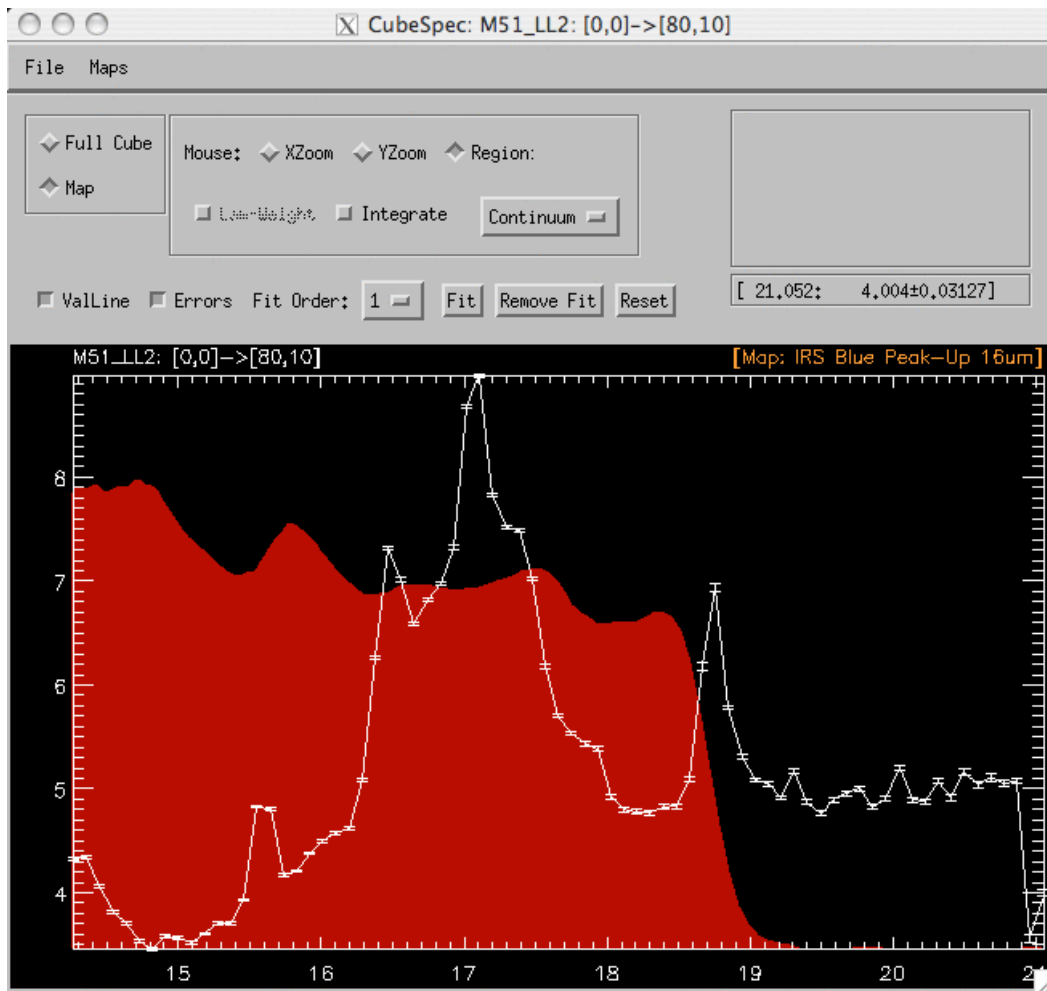 CubeSpec: M51_LL2: [0,0]->[80,10]
File Maps
Full Cube
Map
Mouse: XZoom YZoom Region:
Lam-Weight Integrate Continuum
ValLine Errors Fit Order: 1 Fit Remove Fit Reset
[ 21.052: 4.004±0.03127]
M51_LL2: [0,0]->[80,10] [Map: IRS Blue Peak-Up 16um]
8
7
6
5
4
15 16 17 18 19 20